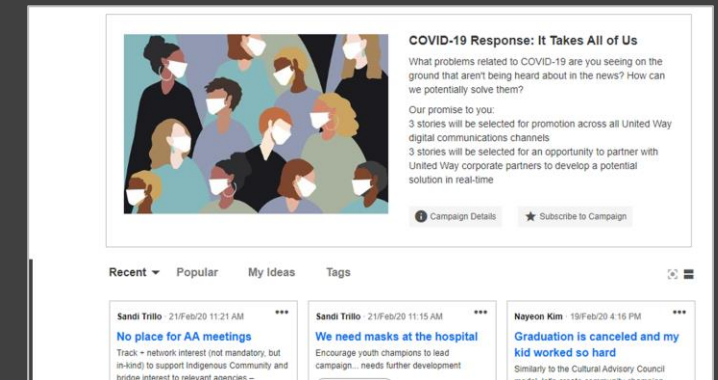 COVID-19 Response: It Takes All of Us
What problems related to COVID-19 are you seeing on the
ground that aren't being heard about in the news? How can
we potentially solve them?
Our promise to you:
3 stories will be selected for promotion across all United Way
digital communications channels
3 stories will be selected for an opportunity to partner with
United Way corporate partners to develop a potential
solution in real-time
Campaign Details Subscribe to Campaign
Recent Popular My Ideas Tags
Sandi Trillo · 21/Feb/20 11:21 AM
No place for AA meetings
Track + network interest (not mandatory, but
in-kind) to support Indigenous Community and
bridge interest to relevant agencies –
Sandi Trillo · 21/Feb/20 11:15 AM
We need masks at the hospital
Encourage youth champions to lead
campaign... needs further development
Nayeon Kim · 19/Feb/20 4:16 PM
Graduation is canceled and my
kid worked so hard
Similarly to the Cultural Advisory Council